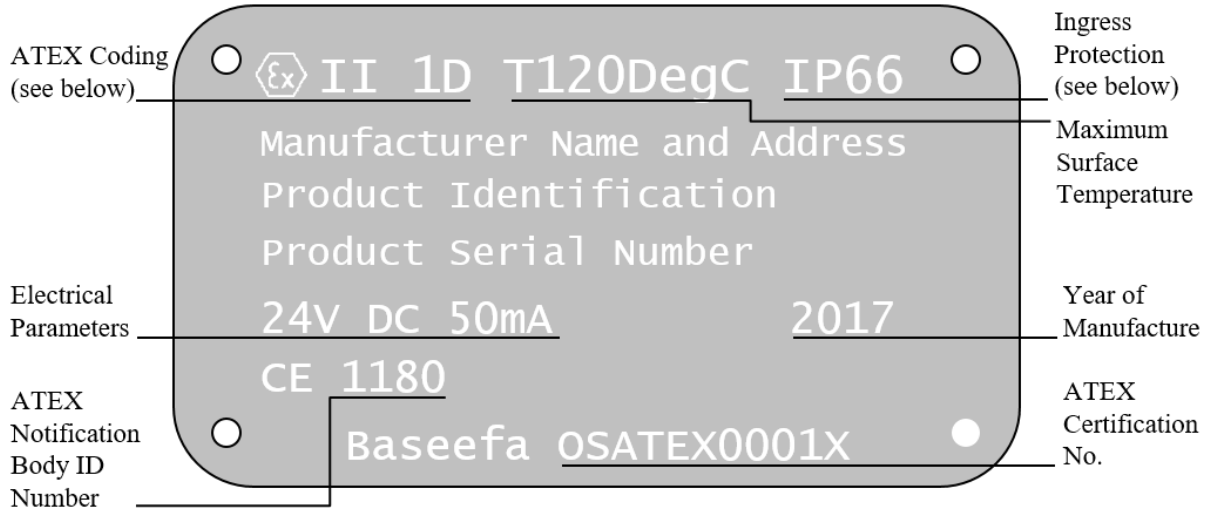 ATEX Coding
(see below)
Ingress
Protection
(see below)
Maximum
Surface
Temperature
Ex II 1D T120DegC IP66
Manufacturer Name and Address
Product Identification
Product Serial Number
Electrical
Parameters
24V DC 50mA 2017
Year of
Manufacture
CE 1180
ATEX
Notification
Body ID
Number
Baseefa OSATEX0001X
ATEX
Certification
No.